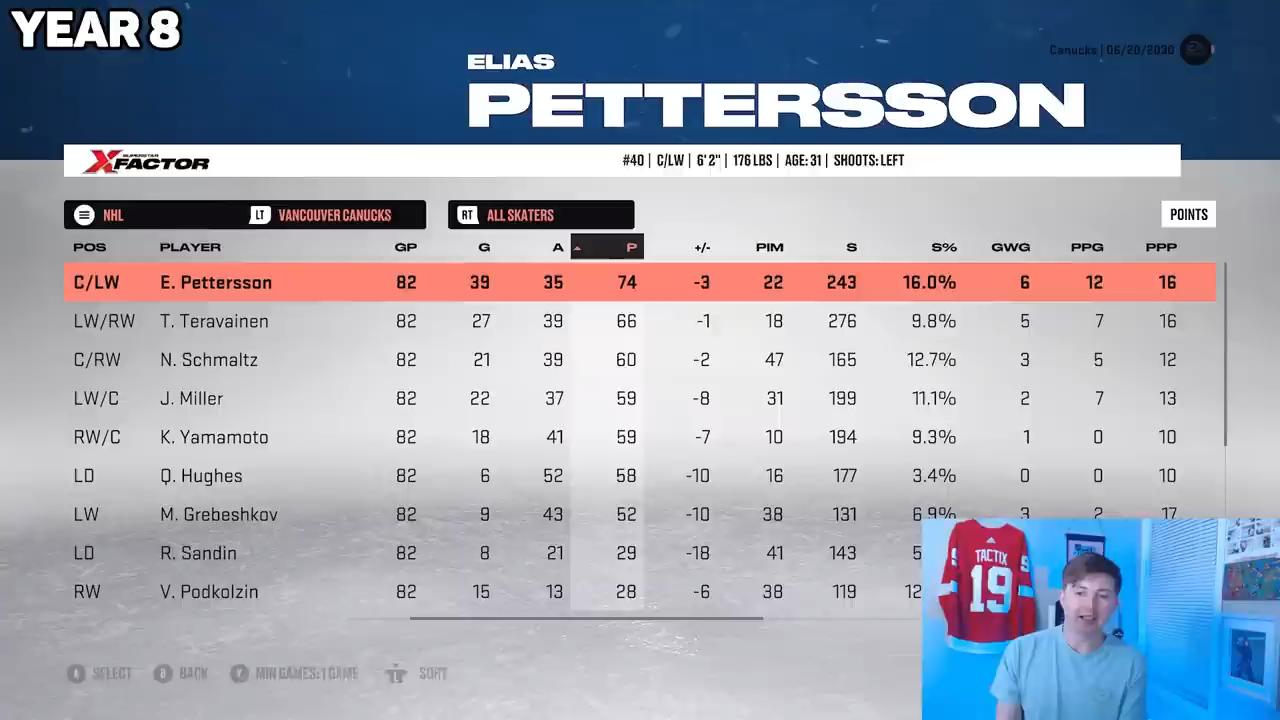 YEAR 8
Canucks | 06/20/2030
ELIAS
PETTERSSON
SUPERSTAR
XFACTOR
#40 | C/LW | 6' 2" | 176 LBS | AGE: 31 | SHOOTS: LEFT
NHL LT VANCOUVER CANUCKS RT ALL SKATERS POINTS
POS PLAYER GP G A P +/- PIM S S% GWG PPG PPP
C/LW E. Pettersson 82 39 35 74 -3 22 243 16.0% 6 12 16
LW/RW T. Teravainen 82 27 39 66 -1 18 276 9.8% 5 7 16
C/RW N. Schmaltz 82 21 39 60 -2 47 165 12.7% 3 5 12
LW/C J. Miller 82 22 37 59 -8 31 199 11.1% 2 7 13
RW/C K. Yamamoto 82 18 41 59 -7 10 194 9.3% 1 0 10
LD Q. Hughes 82 6 52 58 -10 16 177 3.4% 0 0 10
LW M. Grebeshkov 82 9 43 52 -10 38 131 6.9% 3 2 17
LD R. Sandin 82 8 21 29 -18 41 143 5
RW V. Podkolzin 82 15 13 28 -6 38 119 12
TACTIX
19
A SELECT B BACK Y MIN GAMES: 1 GAME L SORT